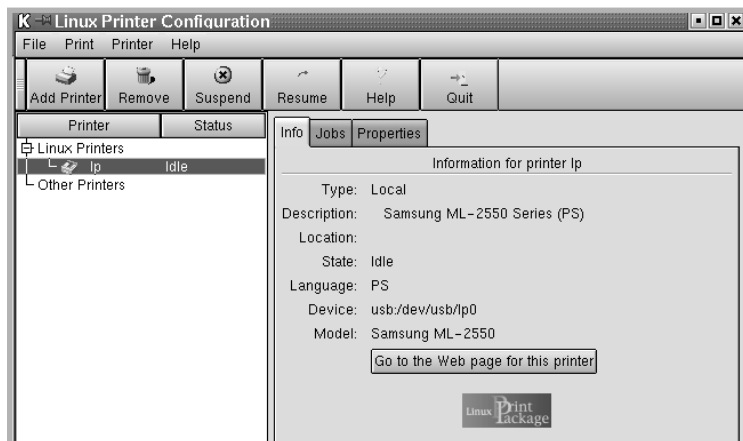 Linux Printer Configuration
File Print Printer Help
Add Printer Remove Suspend Resume Help Quit
Printer Status
Linux Printers
lp Idle
Other Printers
Info Jobs Properties
Information for printer lp
Type: Local
Description: Samsung ML-2550 Series (PS)
Location:
State: Idle
Language: PS
Device: usb:/dev/usb/lp0
Model: Samsung ML-2550
Go to the Web page for this printer
Linux Print
Package